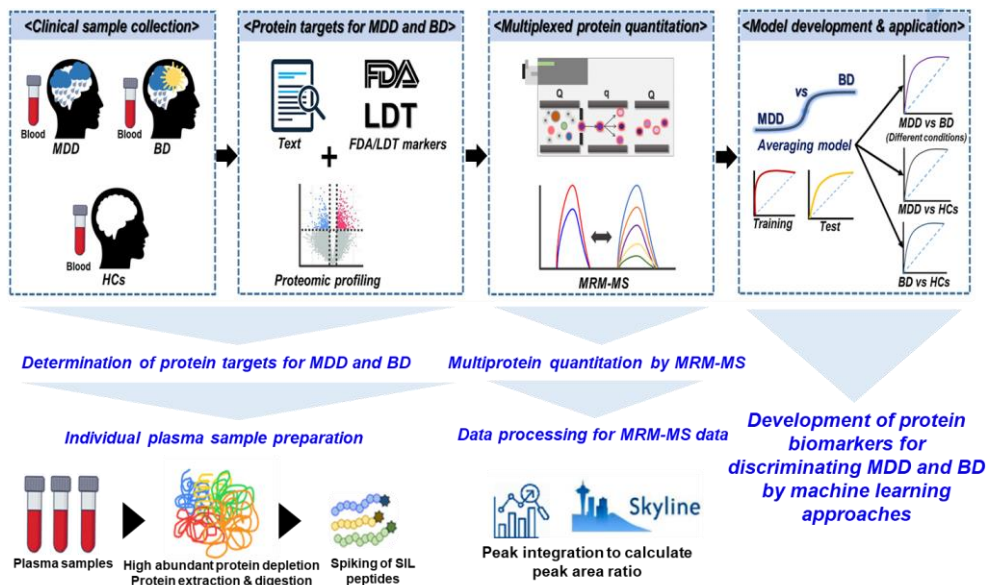 <Clinical sample collection>
Blood
MDD
Blood
BD
Blood
HCs
<Protein targets for MDD and BD>
Text
FDA
LDT
FDA/LDT markers
+
Proteomic profiling
<Multiplexed protein quantitation>
Q q Q
MRM-MS
<Model development & application>
MDD
vs
BD
Averaging model
Training
Test
MDD vs BD
(Different conditions)
MDD vs HCs
BD vs HCs
Determination of protein targets for MDD and BD
Multiprotein quantitation by MRM-MS
Individual plasma sample preparation
Data processing for MRM-MS data
Development of protein
biomarkers for
discriminating MDD and BD
by machine learning
approaches
Plasma samples
High abundant protein depletion
Protein extraction & digestion
Spiking of SIL
peptides
Skyline
Peak integration to calculate
peak area ratio